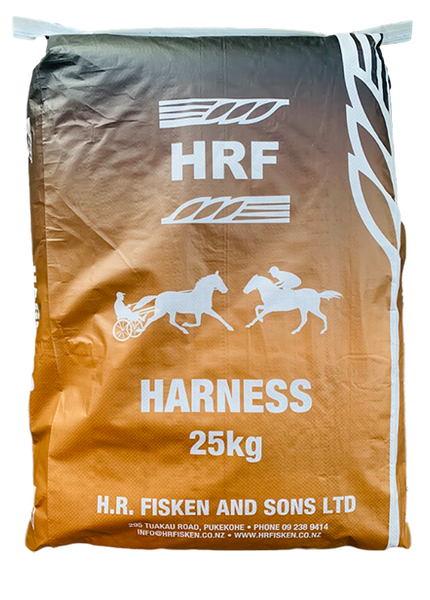 HRF
HARNESS
25kg
H.R. FISKEN AND SONS LTD
295 TUAKAU ROAD, PUKEKOHE • PHONE 09 238 9414
INFO@HRFISKEN.CO.NZ • WWW.HRFISKEN.CO.NZ